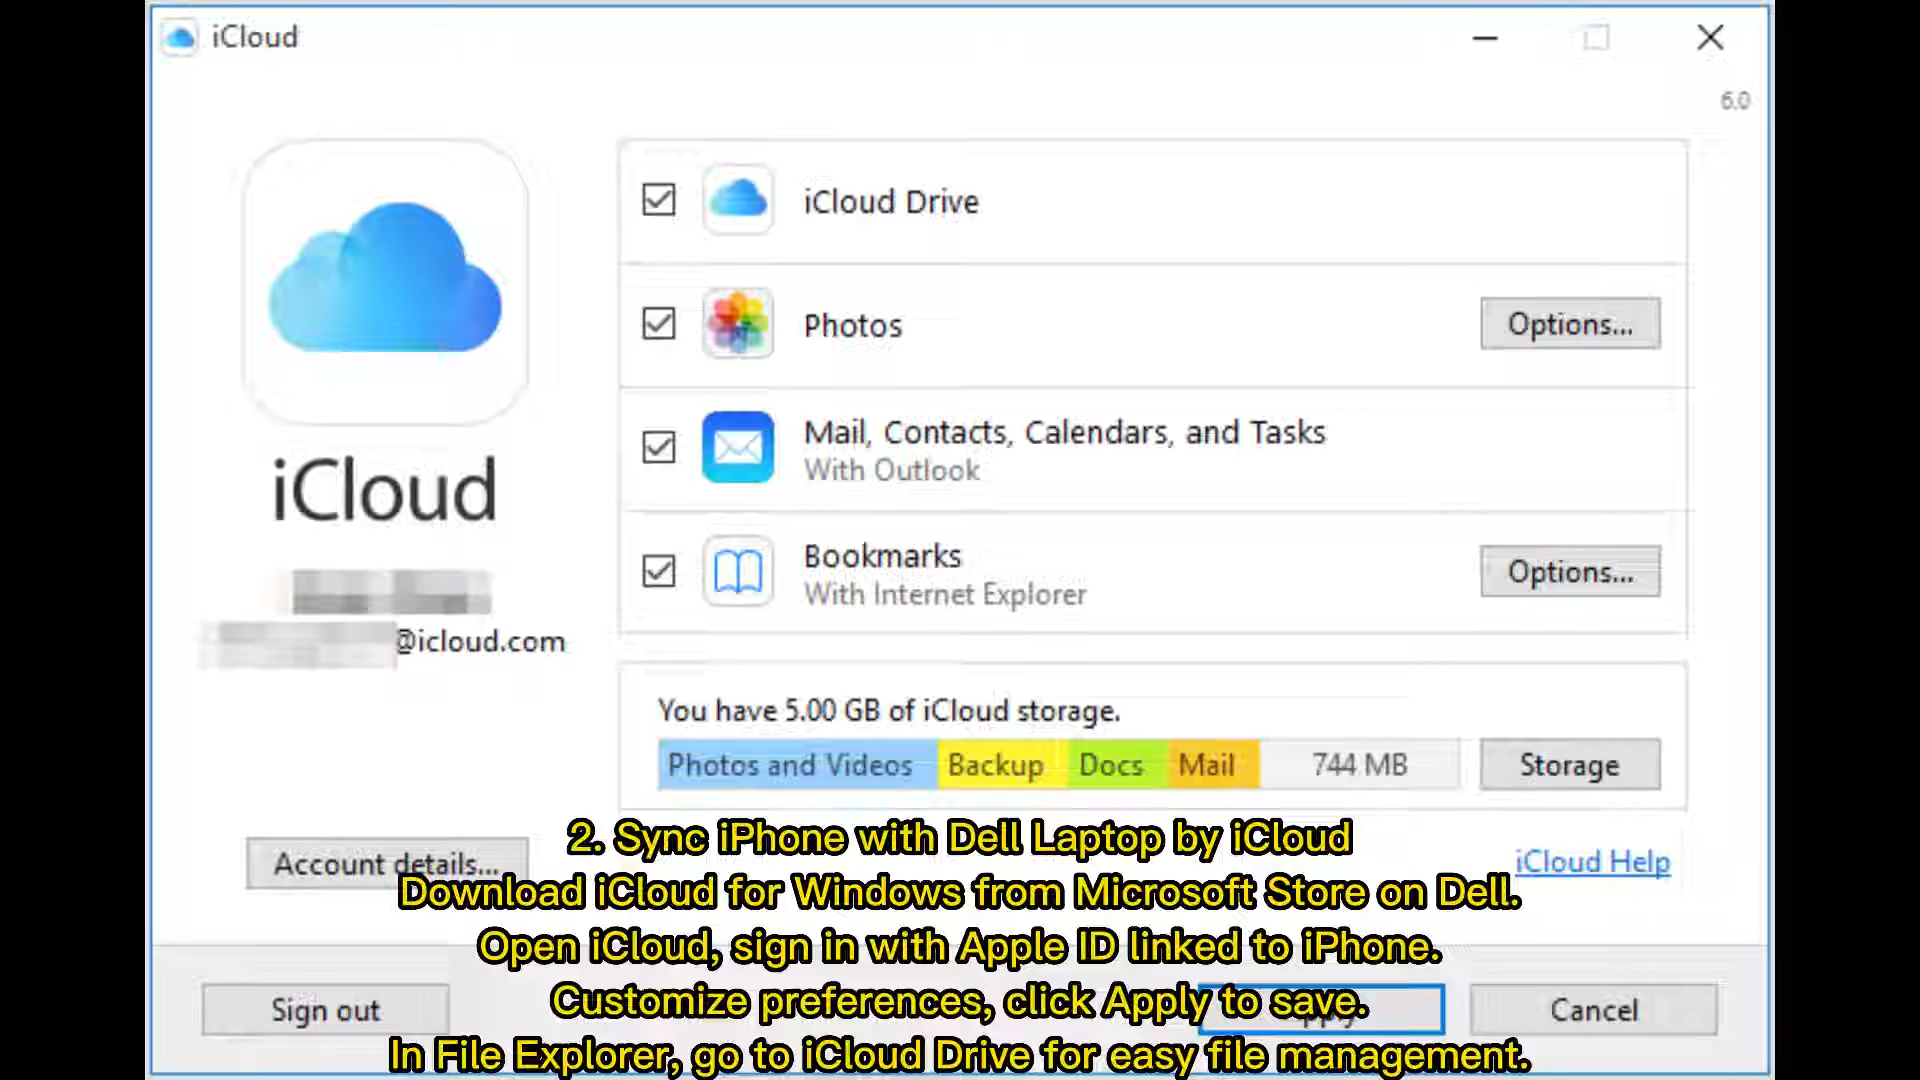 iCloud
6.0
iCloud Drive
Photos
Options...
Mail, Contacts, Calendars, and Tasks
With Outlook
iCloud
Bookmarks
With Internet Explorer
Options...
@icloud.com
You have 5.00 GB of iCloud storage.
Photos and Videos Backup Docs Mail 744 MB
Storage
Account details...
iCloud Help
2. Sync iPhone with Dell Laptop by iCloud
Download iCloud for Windows from Microsoft Store on Dell.
Open iCloud, sign in with Apple ID linked to iPhone.
Customize preferences, click Apply to save.
In File Explorer, go to iCloud Drive for easy file management.
Sign out
Cancel